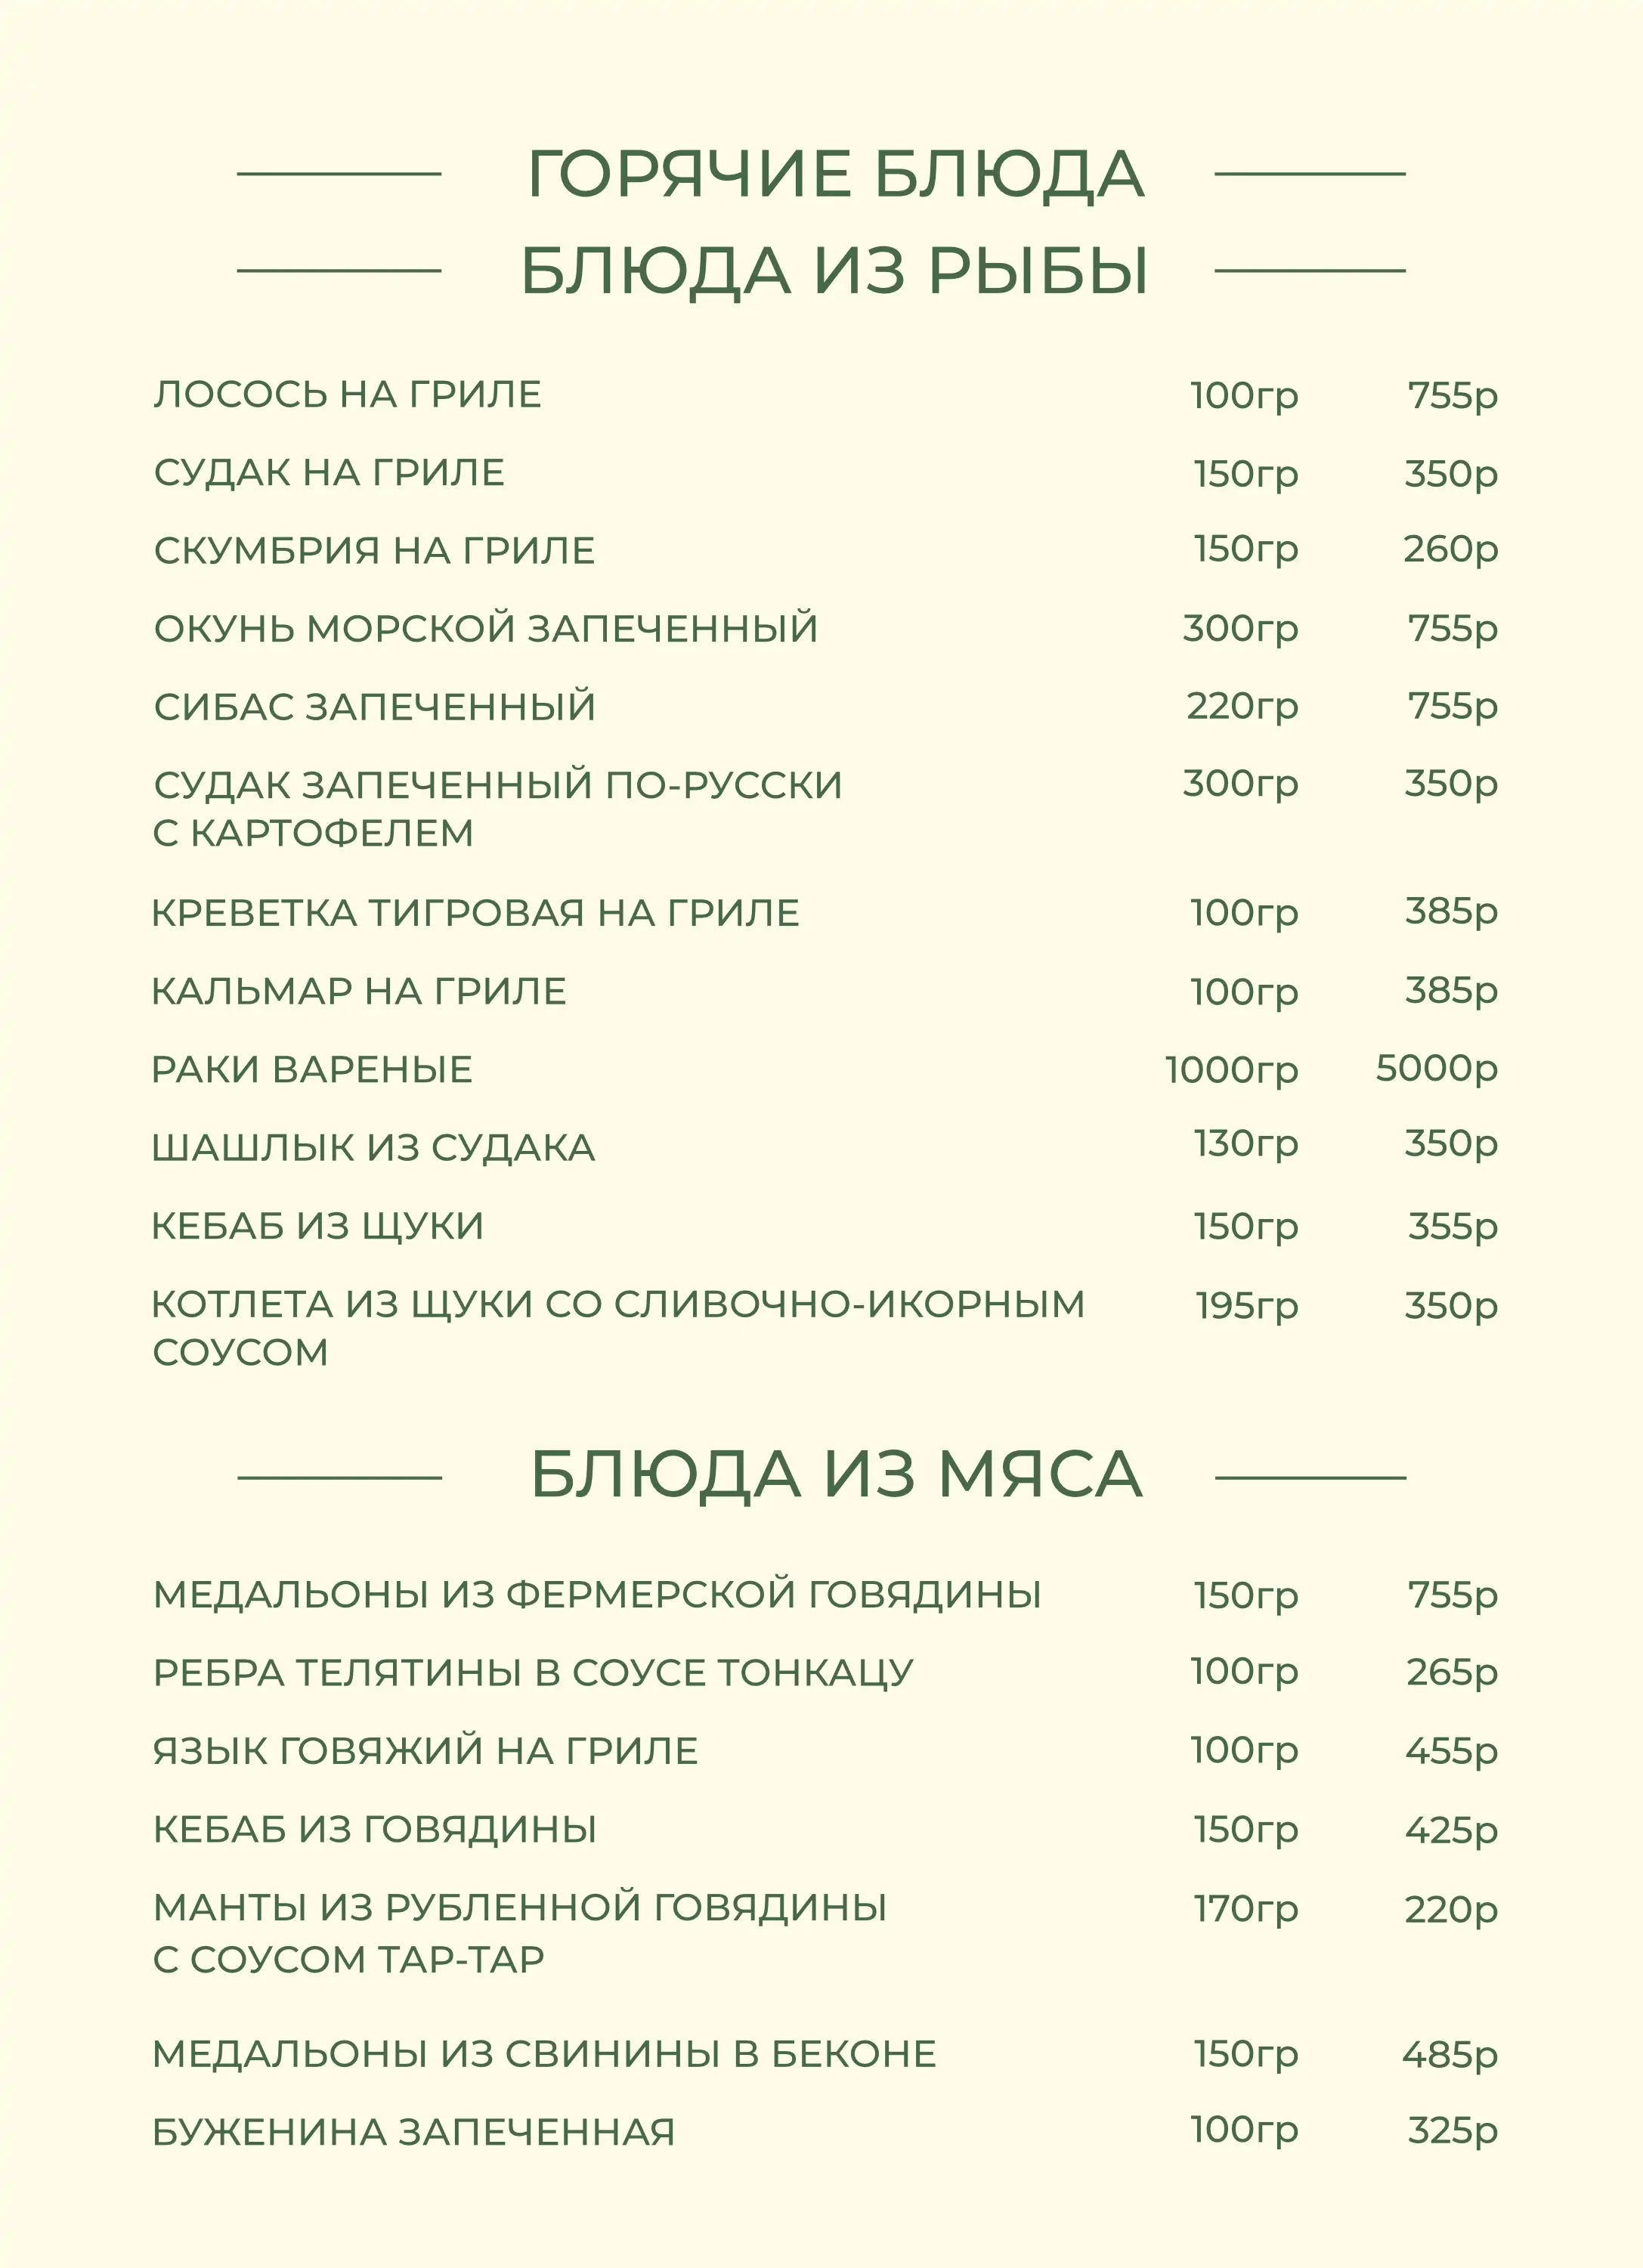 ГОРЯЧИЕ БЛЮДА
БЛЮДА ИЗ РЫБЫ
ЛОСОСЬ НА ГРИЛЕ 100гр 755р
СУДАК НА ГРИЛЕ 150гр 350р
СКУМБРИЯ НА ГРИЛЕ 150гр 260р
ОКУНЬ МОРСКОЙ ЗАПЕЧЕННЫЙ 300гр 755р
СИБАС ЗАПЕЧЕННЫЙ 220гр 755р
СУДАК ЗАПЕЧЕННЫЙ ПО-РУССКИ 300гр 350р
С КАРТОФЕЛЕМ
КРЕВЕТКА ТИГРОВАЯ НА ГРИЛЕ 100гр 385р
КАЛЬМАР НА ГРИЛЕ 100гр 385р
РАКИ ВАРЕНЫЕ 1000гр 5000р
ШАШЛЫК ИЗ СУДАКА 130гр 350р
КЕБАБ ИЗ ЩУКИ 150гр 355р
КОТЛЕТА ИЗ ЩУКИ СО СЛИВОЧНО-ИКОРНЫМ 195гр 350р
СОУСОМ
БЛЮДА ИЗ МЯСА
МЕДАЛЬОНЫ ИЗ ФЕРМЕРСКОЙ ГОВЯДИНЫ 150гр 755р
РЕБРА ТЕЛЯТИНЫ В СОУСЕ ТОНКАЦУ 100гр 265р
ЯЗЫК ГОВЯЖИЙ НА ГРИЛЕ 100гр 455р
КЕБАБ ИЗ ГОВЯДИНЫ 150гр 425р
МАНТЫ ИЗ РУБЛЕННОЙ ГОВЯДИНЫ 170гр 220р
С СОУСОМ ТАР-ТАР
МЕДАЛЬОНЫ ИЗ СВИНИНЫ В БЕКОНЕ 150гр 485р
БУЖЕНИНА ЗАПЕЧЕННАЯ 100гр 325р